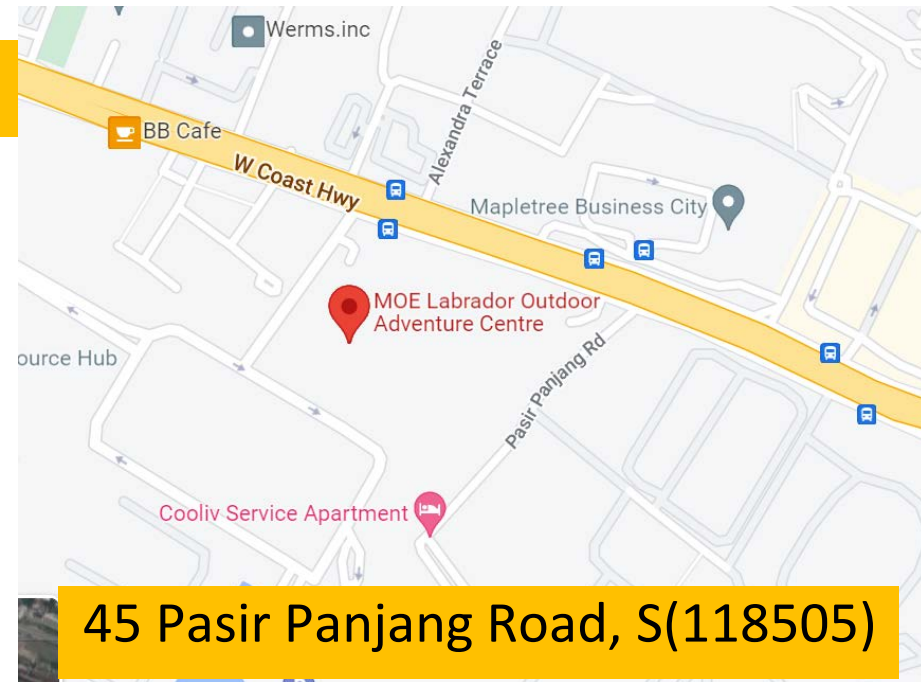 Werms.inc
BB Cafe
Alexandra Terrace
W Coast Hwy
Mapletree Business City
MOE Labrador Outdoor
Adventure Centre
ource Hub
Pasir Panjang Rd
Cooliv Service Apartment
45 Pasir Panjang Road, S(118505)